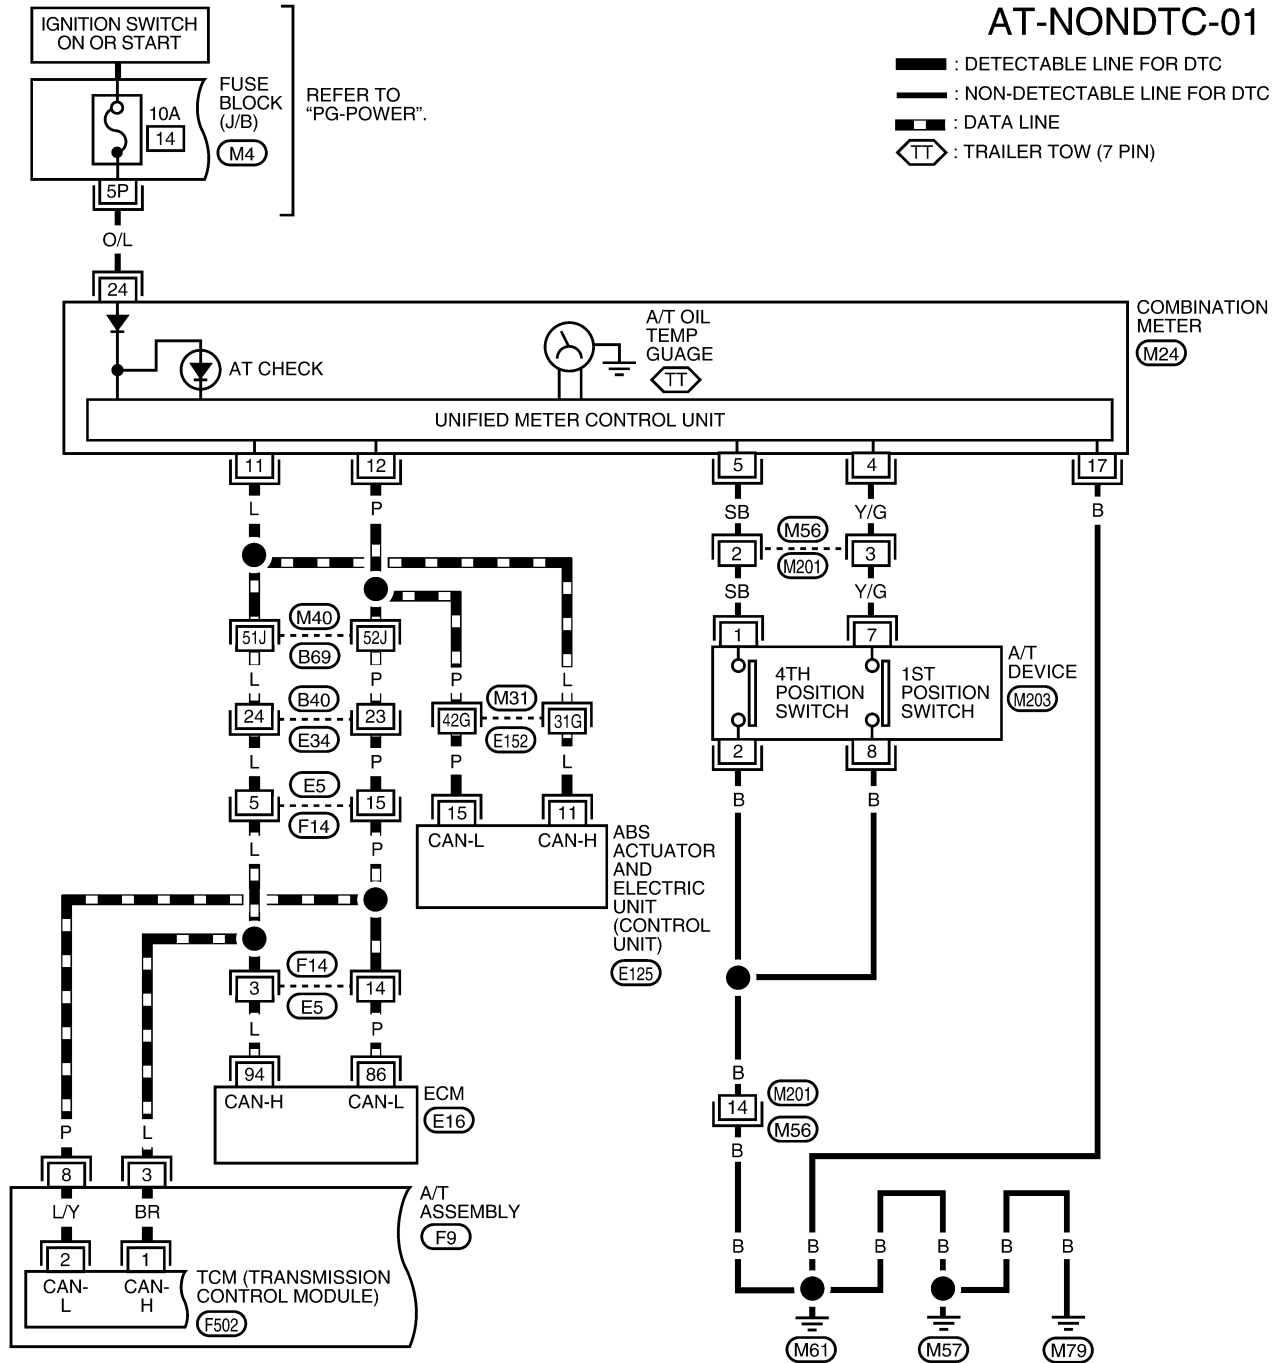 AT-NONDTC-01
IGNITION SWITCH
ON OR START
FUSE
BLOCK
(J/B)
M4
10A
14
5P
REFER TO
“PG-POWER”.
: DETECTABLE LINE FOR DTC
: NON-DETECTABLE LINE FOR DTC
: DATA LINE
TT : TRAILER TOW (7 PIN)
O/L
24
COMBINATION
METER
M24
A/T OIL
TEMP
GUAGE
TT
AT CHECK
UNIFIED METER CONTROL UNIT
11 12 5 4 17
L P SB Y/G B
M56
2 3
M201
SB Y/G
M40
51J 52J
B69
1 7
A/T
DEVICE
M203
4TH
POSITION
SWITCH
1ST
POSITION
SWITCH
L P P L
B40
24 23
E34
M31
42G 31G
E152
2 8
L P P L
B B
E5
5 15
F14
15 11
CAN-L CAN-H
ABS
ACTUATOR
AND
ELECTRIC
UNIT
(CONTROL
UNIT)
E125
L P
F14
3 14
E5
L P
94 86
CAN-H CAN-L
ECM
E16
B
M201
14
M56
B
P L
8 3
A/T
ASSEMBLY
F9
L/Y BR
2 1
CAN-
L
CAN-
H
TCM (TRANSMISSION
CONTROL MODULE)
F502
B B B B B B
M61 M57 M79